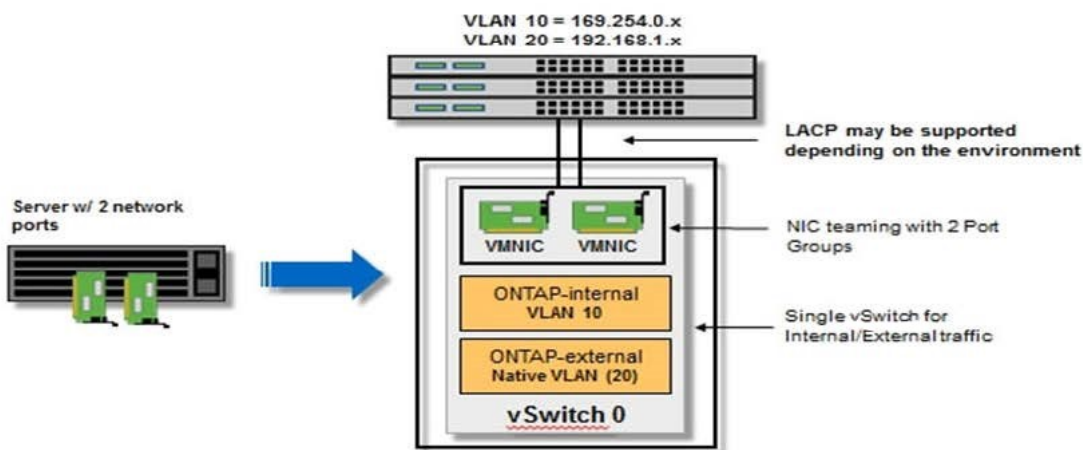 VLAN 10 = 169.254.0.x
VLAN 20 = 192.168.1.x
LACP may be supported
depending on the environment
Server w/ 2 network
ports
VMNIC VMNIC
NIC teaming with 2 Port
Groups
ONTAP-internal
VLAN 10
Single vSwitch for
Internal/External traffic
ONTAP-external
Native VLAN (20)
vSwitch 0